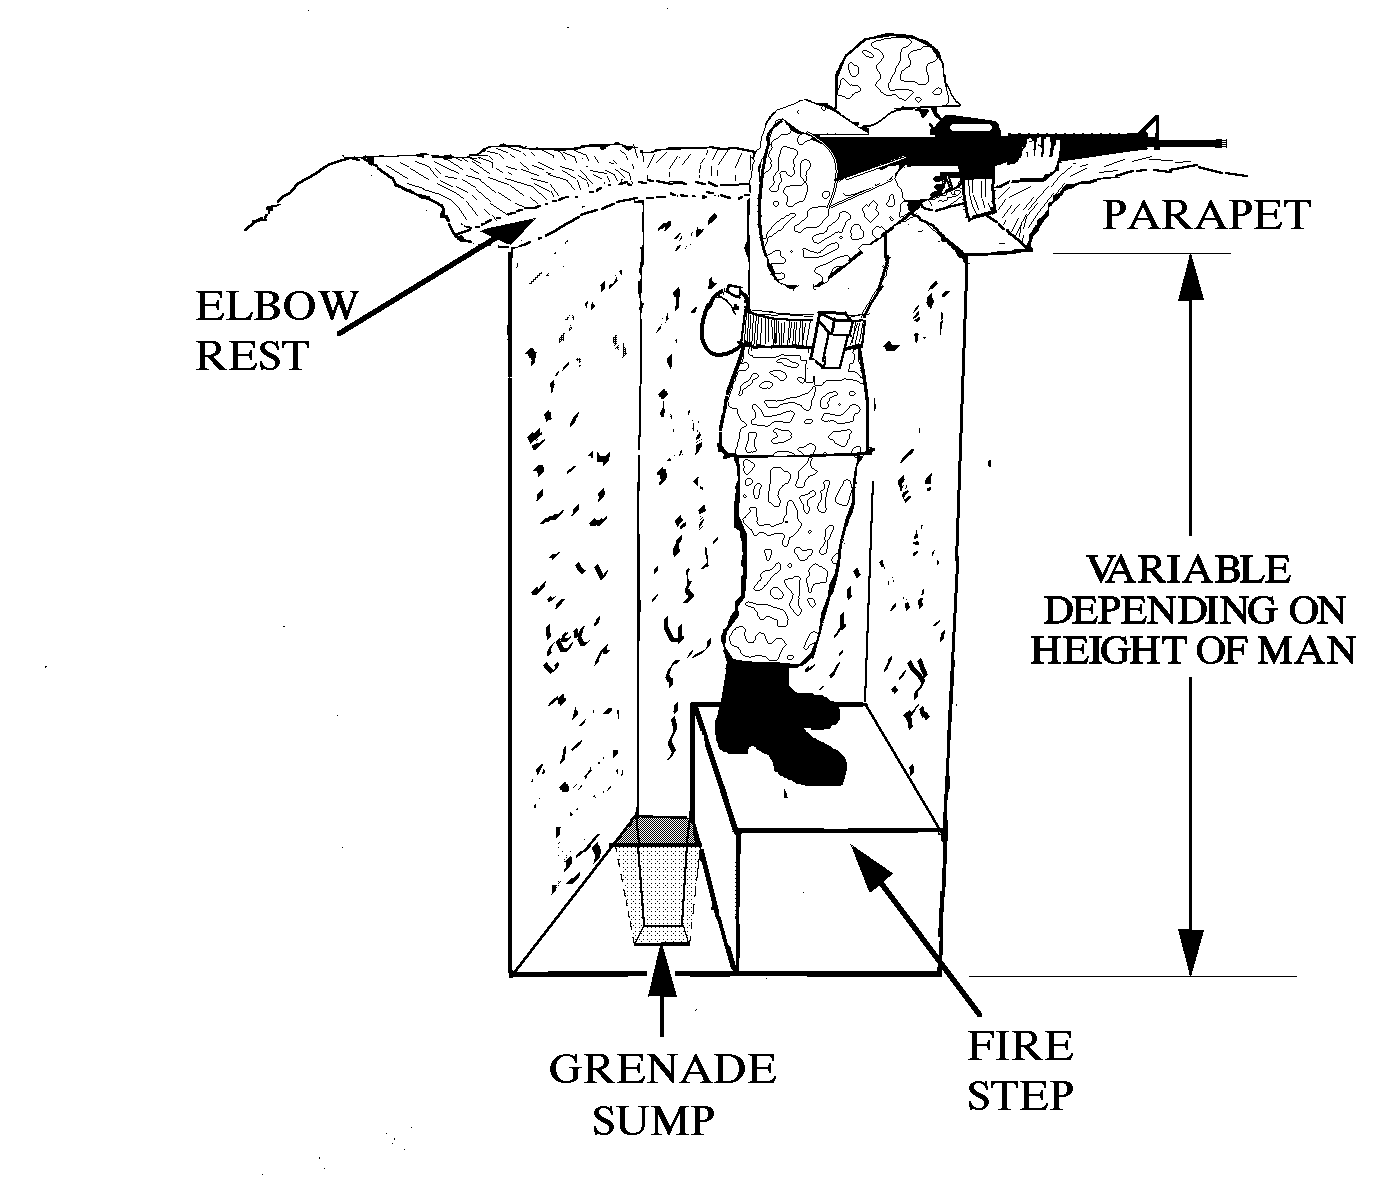 PARAPET
ELBOW
REST
VARIABLE
DEPENDING ON
HEIGHT OF MAN
FIRE
STEP
GRENADE
SUMP